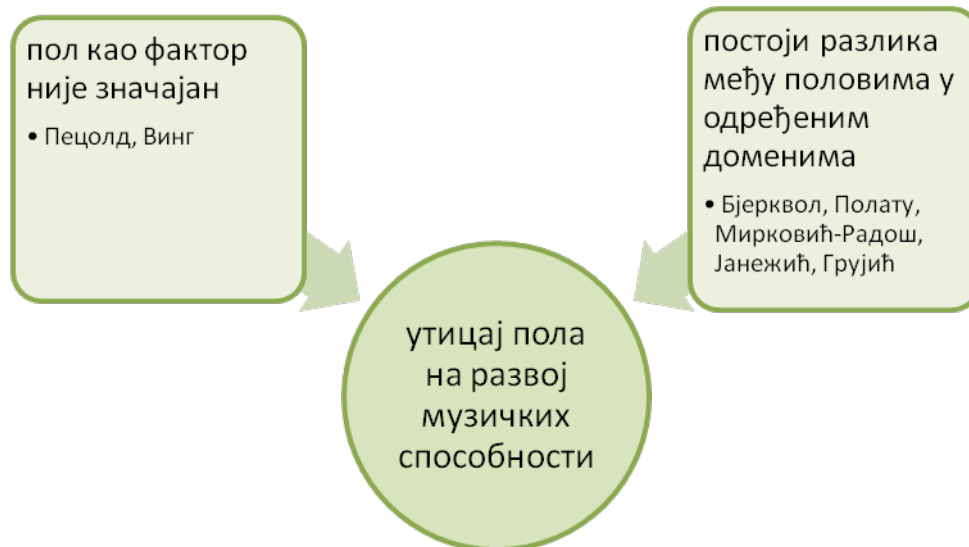 пол као фактор
није значајан
• Пецолд, Винг
постоји разлика
међу половима у
одређеним
доменима
• Бјерквол, Полату,
Мирковић-Радош,
Јанежић, Грујић
утицај пола
на развој
музичких
способности